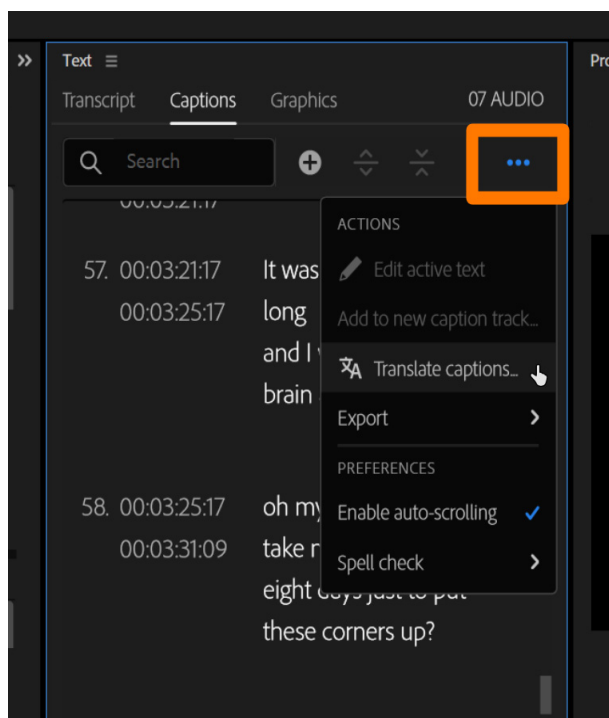 Text
Transcript Captions Graphics 07 AUDIO
Search
ACTIONS
Edit active text
Add to new caption track...
Translate captions...
Export
PREFERENCES
Enable auto-scrolling
Spell check
57. 00:03:21:17 It was
00:03:25:17 long
and I
brain
58. 00:03:25:17 oh my
00:03:31:09 take
eight days just to put
these corners up?